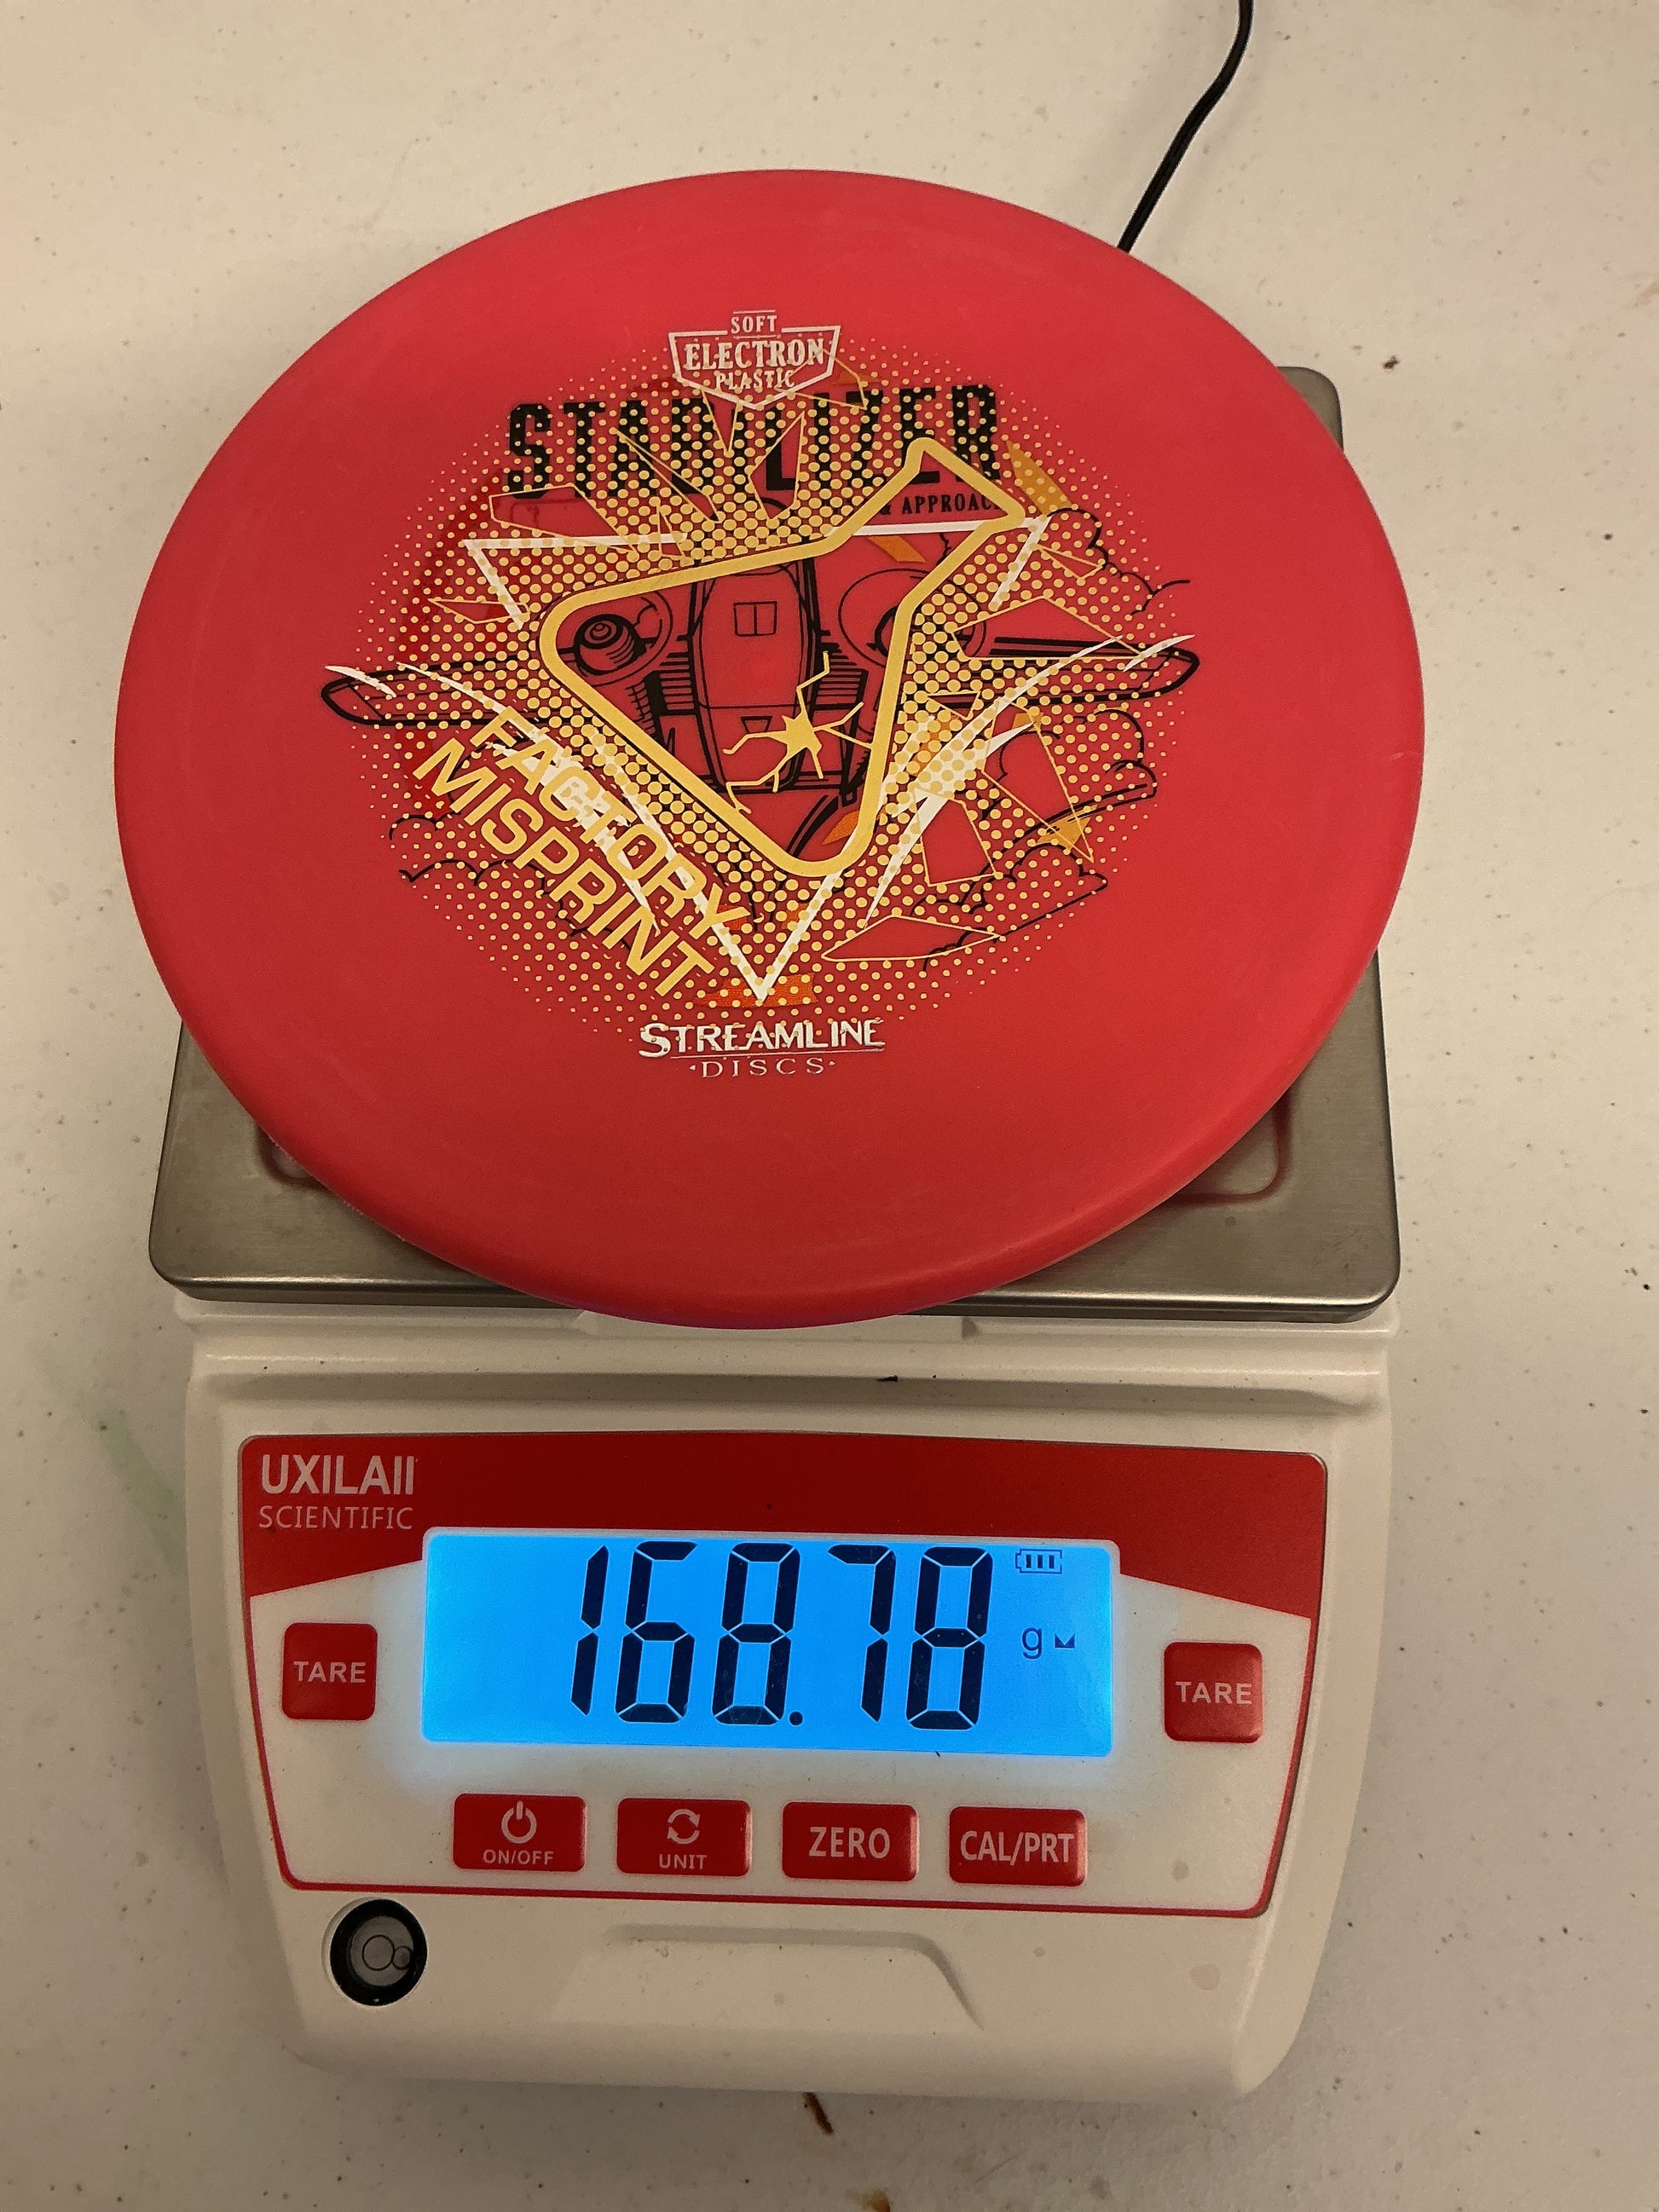 SOFT
ELECTRON
PLASTIC
STABILIZER
& APPROACH
FACTORY
MISPRINT
STREAMLINE
DISCS
UXILAII
SCIENTIFIC
168.78
g
TARE
TARE
ON/OFF
UNIT
ZERO
CAL/PRT